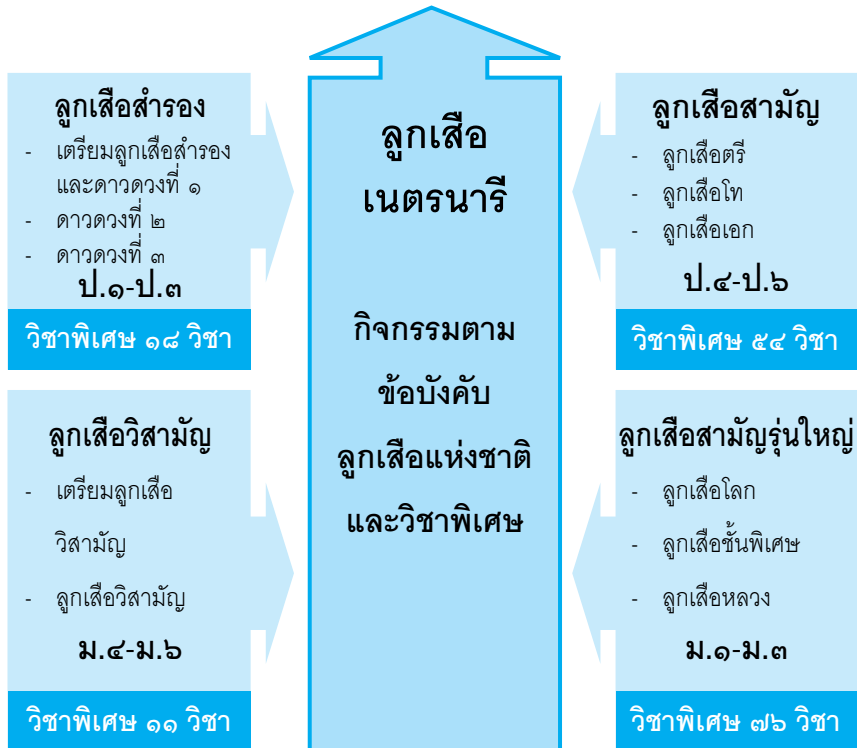 ลูกเสือสำรอง
- เตรียมลูกเสือสำรอง
และดาวดวงที่ ๑
- ดาวดวงที่ ๒
- ดาวดวงที่ ๓
ป.๑-ป.๓
วิชาพิเศษ ๑๘ วิชา
ลูกเสือ
เนตรนารี
กิจกรรมตาม
ข้อบังคับ
ลูกเสือแห่งชาติ
และวิชาพิเศษ
ลูกเสือสามัญ
- ลูกเสือตรี
- ลูกเสือโท
- ลูกเสือเอก
ป.๔-ป.๖
วิชาพิเศษ ๕๔ วิชา
ลูกเสือวิสามัญ
- เตรียมลูกเสือ
วิสามัญ
- ลูกเสือวิสามัญ
ม.๔-ม.๖
วิชาพิเศษ ๑๑ วิชา
ลูกเสือสามัญรุ่นใหญ่
- ลูกเสือโลก
- ลูกเสือชั้นพิเศษ
- ลูกเสือหลวง
ม.๑-ม.๓
วิชาพิเศษ ๗๖ วิชา